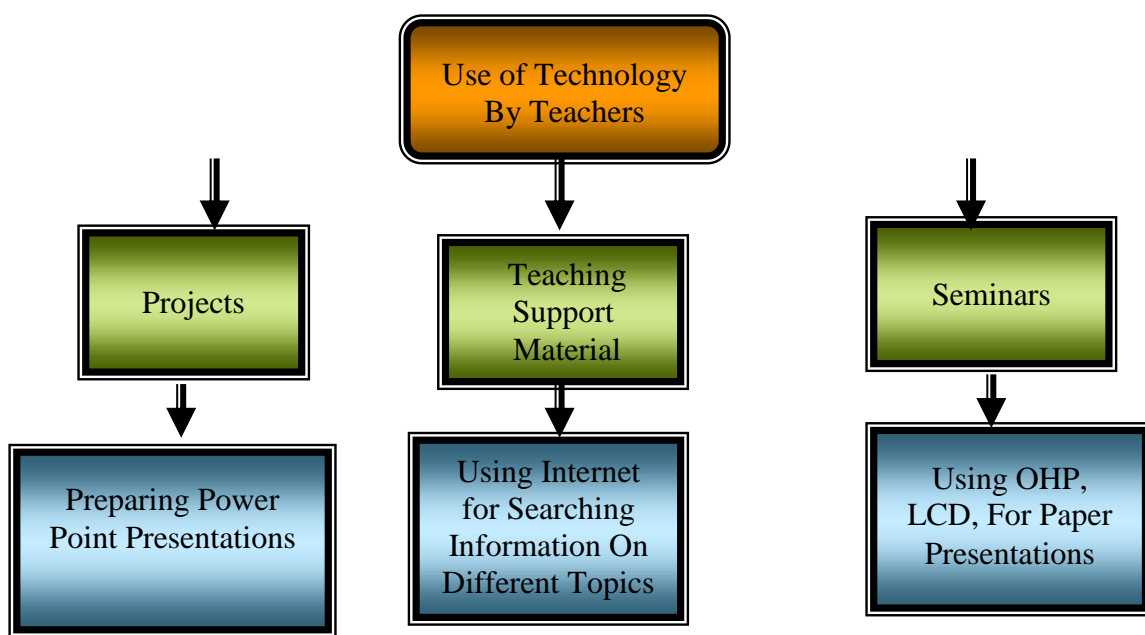 Use of Technology
By Teachers
Projects
Teaching
Support
Material
Seminars
Preparing Power
Point Presentations
Using Internet
for Searching
Information On
Different Topics
Using OHP,
LCD, For Paper
Presentations